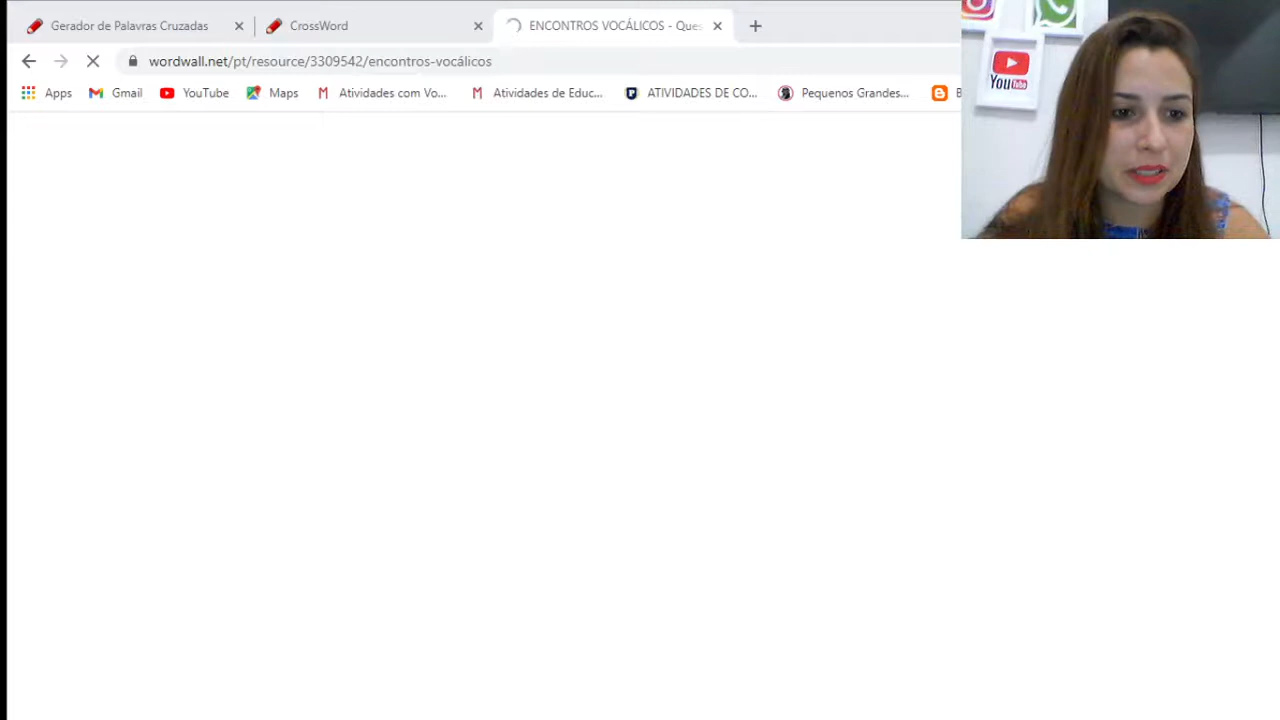 Gerador de Palavras Cruzadas
CrossWord
ENCONTROS VOCÁLICOS - Ques
wordwall.net/pt/resource/3309542/encontros-vocálicos
Apps
Gmail
YouTube
Maps
Atividades com Vo...
Atividades de Educ...
ATIVIDADES DE CO...
Pequenos Grandes...
YouTube